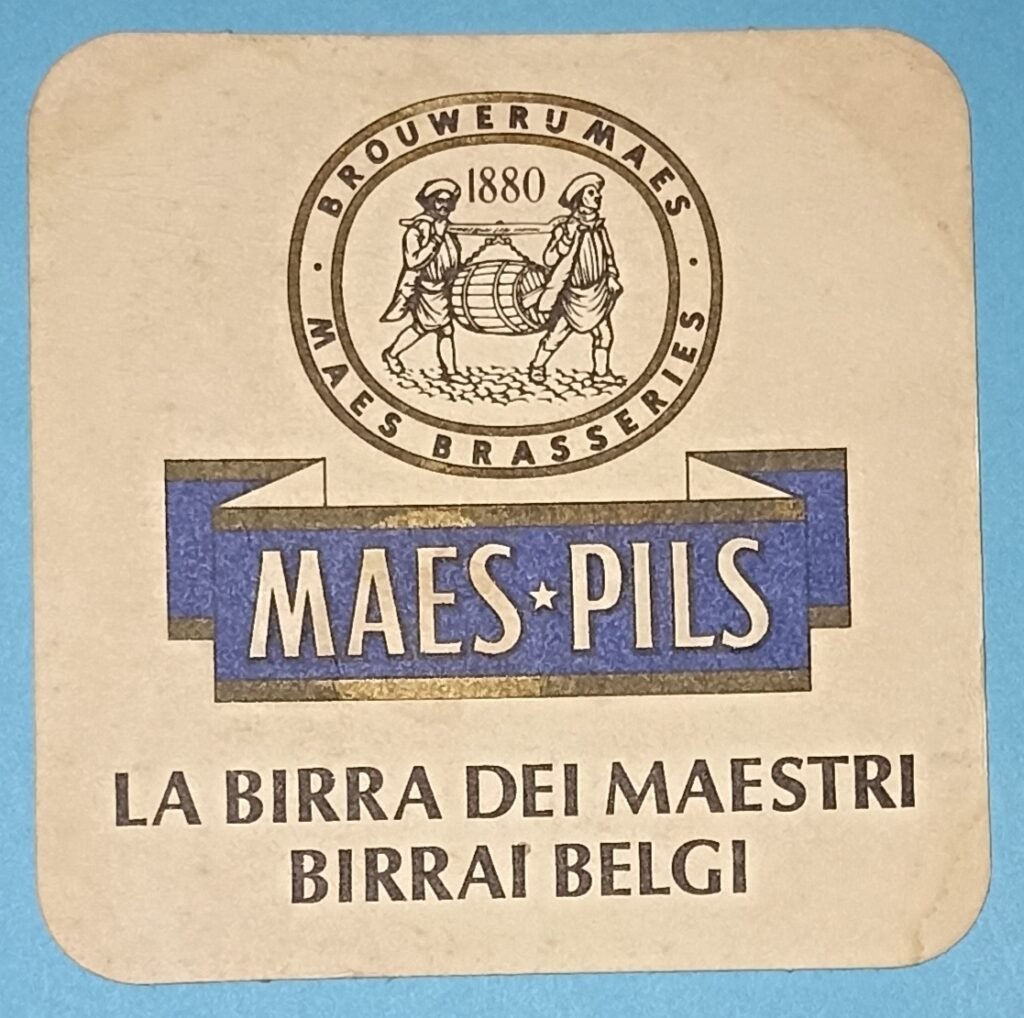 BROUWERIJ MAES
1880
MAES BRASSERIES
MAES★PILS
LA BIRRA DEI MAESTRI
BIRRAI BELGI